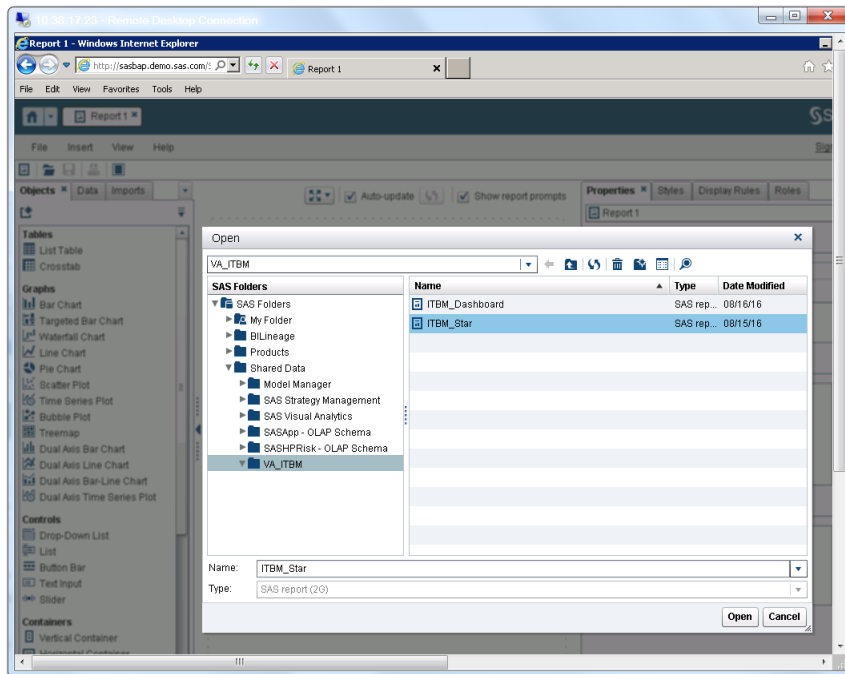 10.38.17.23 - Remote Desktop Connection
Report 1 - Windows Internet Explorer
http://sasbap.demo.sas.com/
Report 1
File Edit View Favorites Tools Help
Report 1
File Insert View Help
Objects Data Imports
Auto-update
Show report prompts
Properties Styles Display Rules Roles
Report 1
Tables
List Table
Crosstab
Graphs
Bar Chart
Targeted Bar Chart
Waterfall Chart
Line Chart
Pie Chart
Scatter Plot
Time Series Plot
Bubble Plot
Treemap
Dual Axis Bar Chart
Dual Axis Line Chart
Dual Axis Bar-Line Chart
Dual Axis Time Series Plot
Controls
Drop-Down List
List
Button Bar
Text Input
Slider
Containers
Vertical Container
Horizontal Container
Open
VA_ITBM
SAS Folders
SAS Folders
My Folder
BILineage
Products
Shared Data
Model Manager
SAS Strategy Management
SAS Visual Analytics
SASApp - OLAP Schema
SASHPRisk - OLAP Schema
VA_ITBM
Name Type Date Modified
ITBM_Dashboard SAS rep... 08/16/16
ITBM_Star SAS rep... 08/15/16
Name: ITBM_Star
Type: SAS report (2G)
Open Cancel